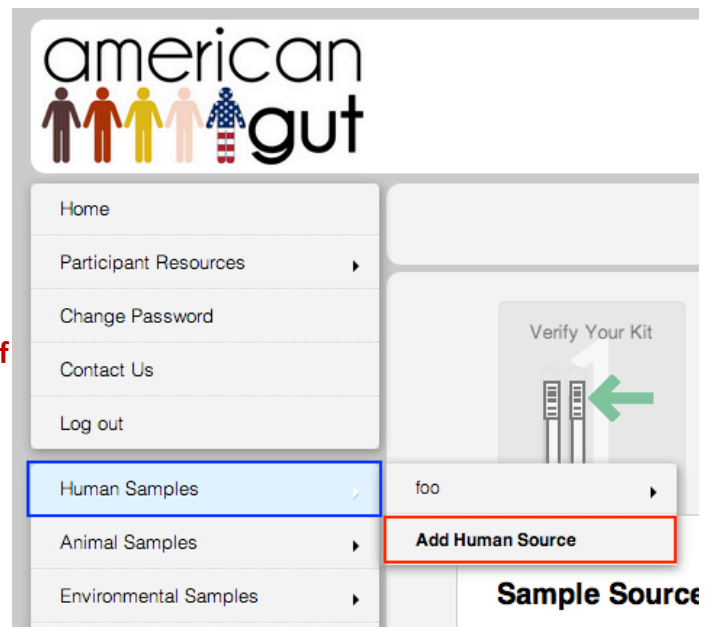 american
gut
Home
Participant Resources
Change Password
Contact Us
Log out
f
Verify Your Kit
1
Human Samples
Animal Samples
Environmental Samples
foo
Add Human Source
Sample Source